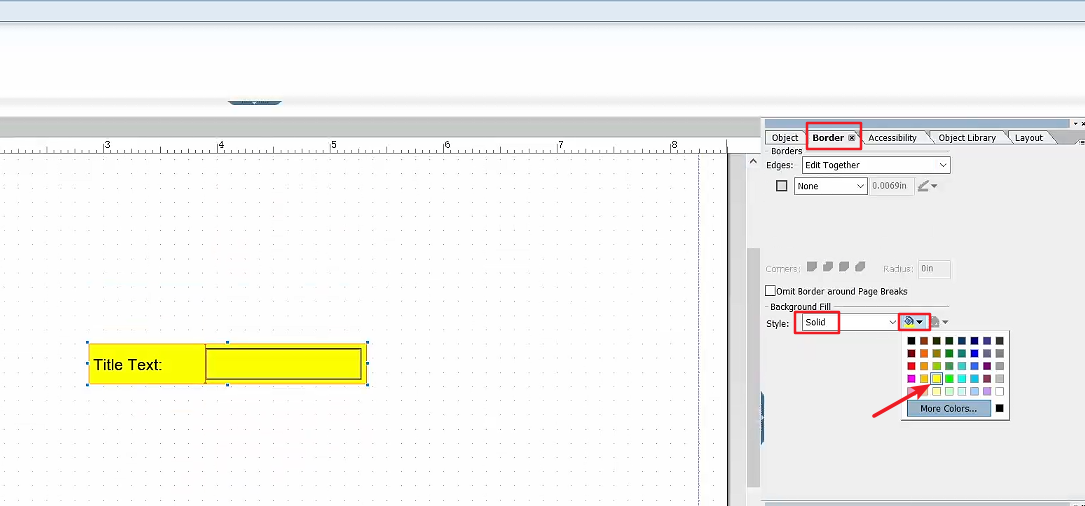 Object Border Accessibility Object Library Layout
3 4 5 6 7 8
Borders
Edges: Edit Together
None 0.0069in
Corners: Radius: 0in
Omit Border around Page Breaks
Background Fill
Style: Solid
Title Text:
More Colors...